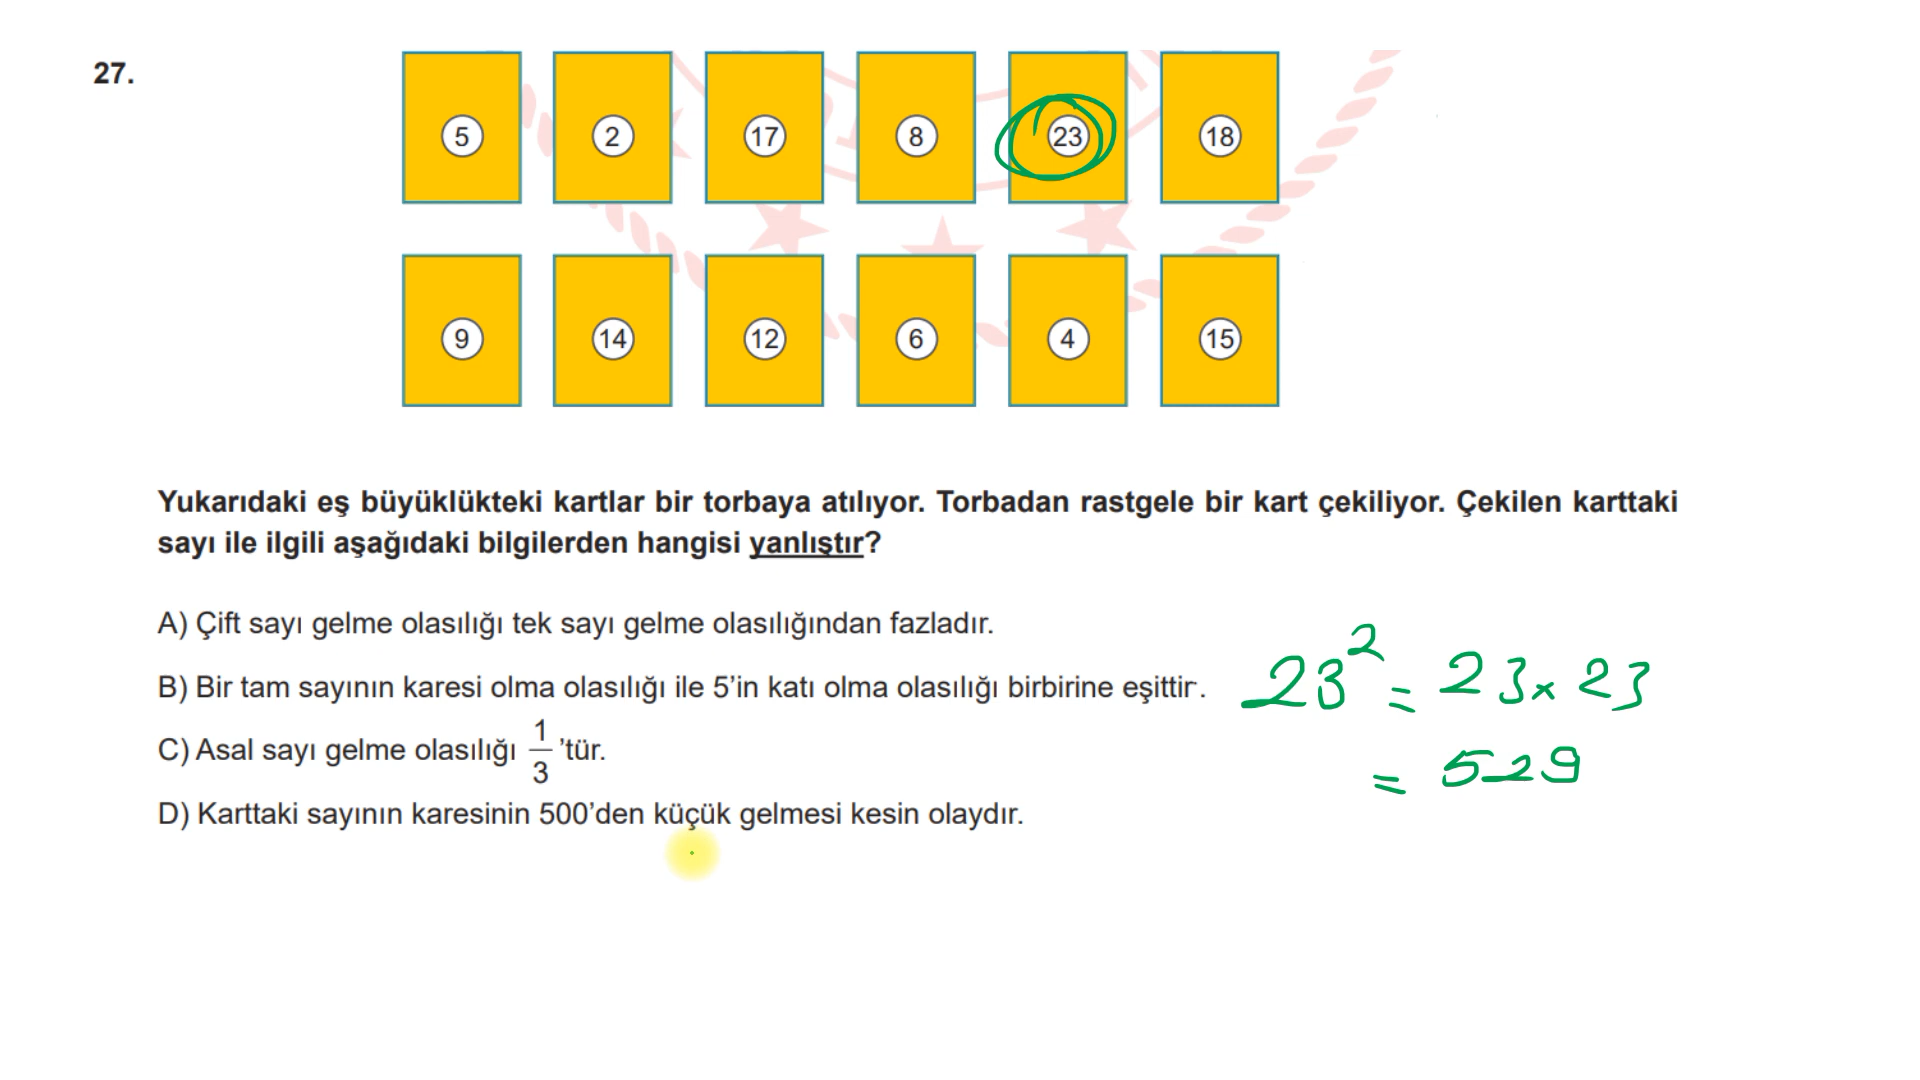 27.
5 2 17 8 23 18
9 14 12 6 4 15
Yukarıdaki eş büyüklükteki kartlar bir torbaya atılıyor. Torbadan rastgele bir kart çekiliyor. Çekilen karttaki
sayı ile ilgili aşağıdaki bilgilerden hangisi yanlıştır?
A) Çift sayı gelme olasılığı tek sayı gelme olasılığından fazladır.
B) Bir tam sayının karesi olma olasılığı ile 5’in katı olma olasılığı birbirine eşittir.
C) Asal sayı gelme olasılığı 1/3 ’tür.
D) Karttaki sayının karesinin 500’den küçük gelmesi kesin olaydır.
23² = 23 x 23
= 529